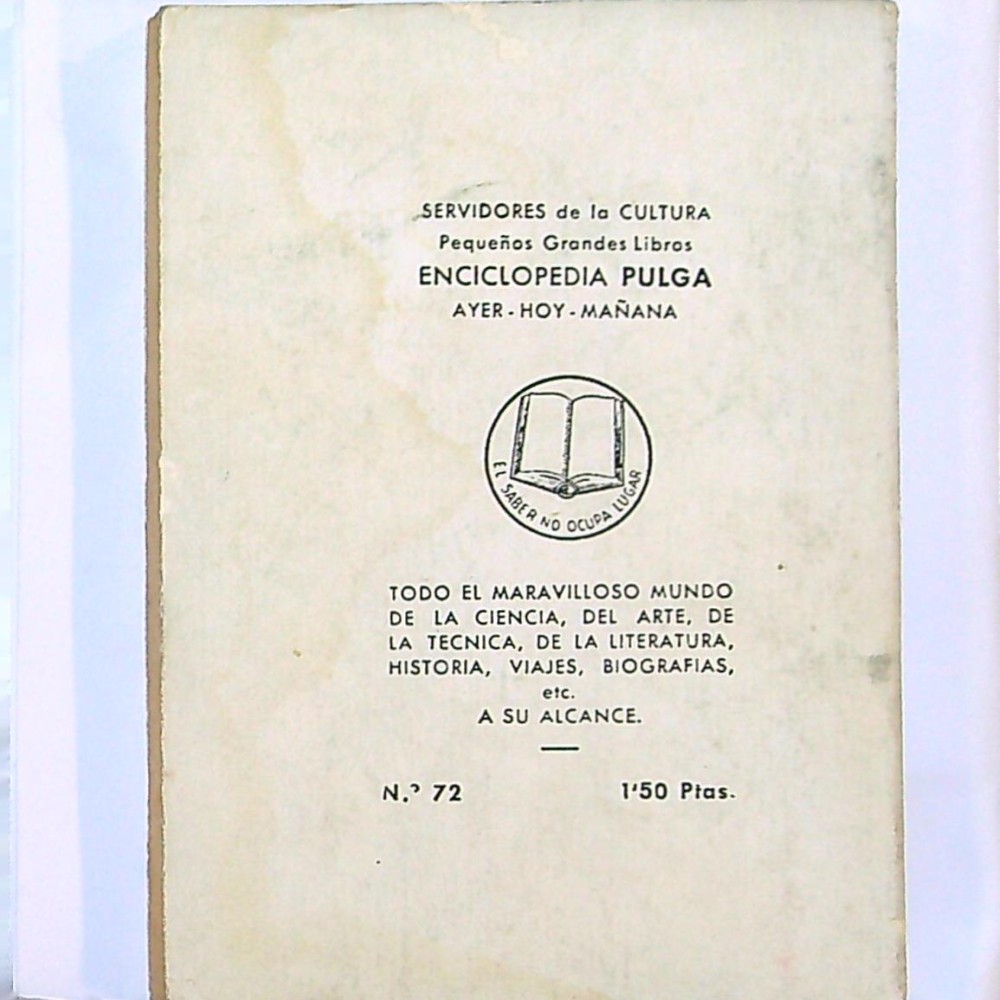 SERVIDORES de la CULTURA
Pequeños Grandes Libros
ENCICLOPEDIA PULGA
AYER - HOY - MAÑANA
EL SABER NO OCUPA LUGAR
TODO EL MARAVILLOSO MUNDO
DE LA CIENCIA, DEL ARTE, DE
LA TECNICA, DE LA LITERATURA,
HISTORIA, VIAJES, BIOGRAFIAS,
etc.
A SU ALCANCE.
N.º 72 1'50 Ptas.